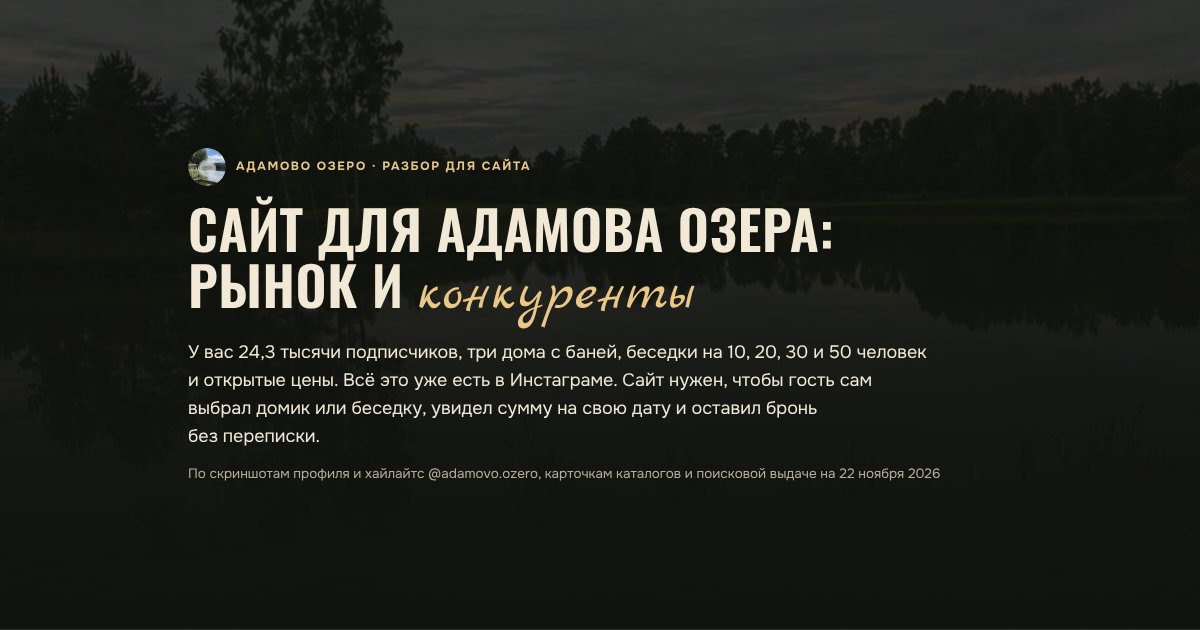 АДАМОВО ОЗЕРО · РАЗБОР ДЛЯ САЙТА
САЙТ ДЛЯ АДАМОВА ОЗЕРА:
РЫНОК И конкуренты
У вас 24,3 тысячи подписчиков, три дома с баней, беседки на 10, 20, 30 и 50 человек
и открытые цены. Всё это уже есть в Инстаграме. Сайт нужен, чтобы гость сам
выбрал домик или беседку, увидел сумму на свою дату и оставил бронь
без переписки.
По скриншотам профиля и хайлайтс @adamovo.ozero, карточкам каталогов и поисковой выдаче на 22 ноября 2026